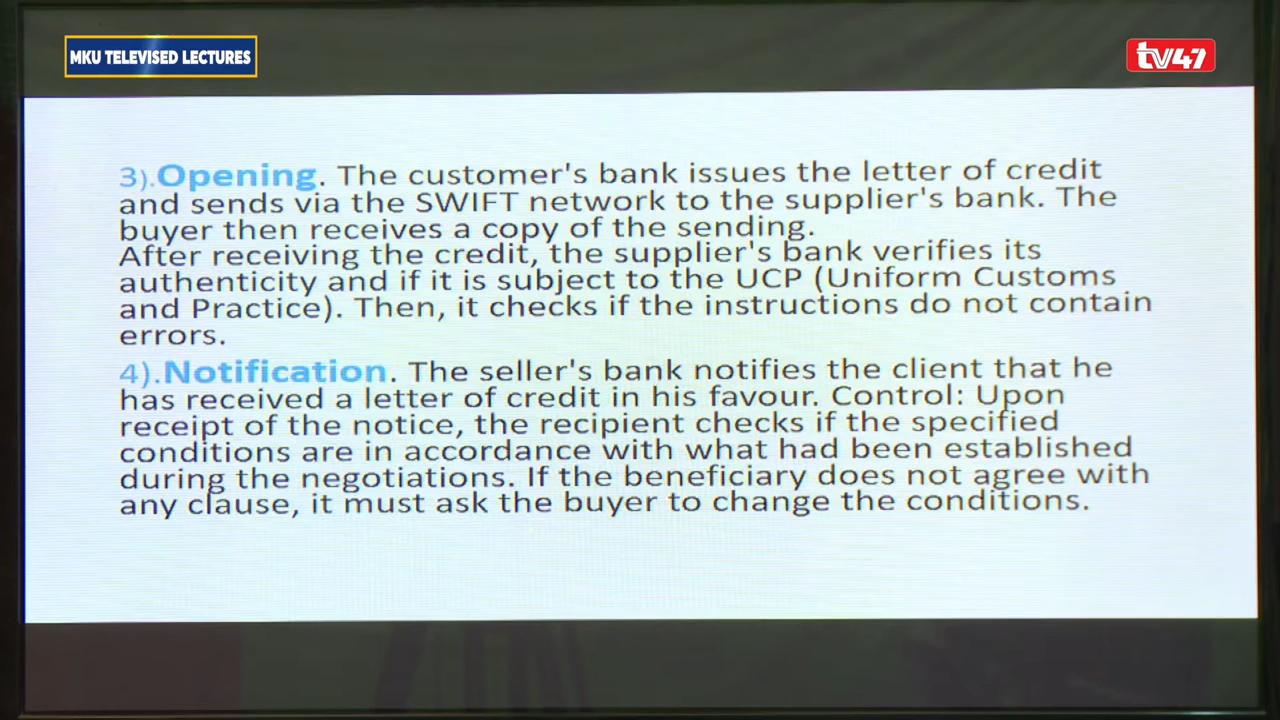 MKU TELEVISED LECTURES
tv47
3).Opening. The customer's bank issues the letter of credit
and sends via the SWIFT network to the supplier's bank. The
buyer then receives a copy of the sending.
After receiving the credit, the supplier's bank verifies its
authenticity and if it is subject to the UCP (Uniform Customs
and Practice). Then, it checks if the instructions do not contain
errors.
4).Notification. The seller's bank notifies the client that he
has received a letter of credit in his favour. Control: Upon
receipt of the notice, the recipient checks if the specified
conditions are in accordance with what had been established
during the negotiations. If the beneficiary does not agree with
any clause, it must ask the buyer to change the conditions.